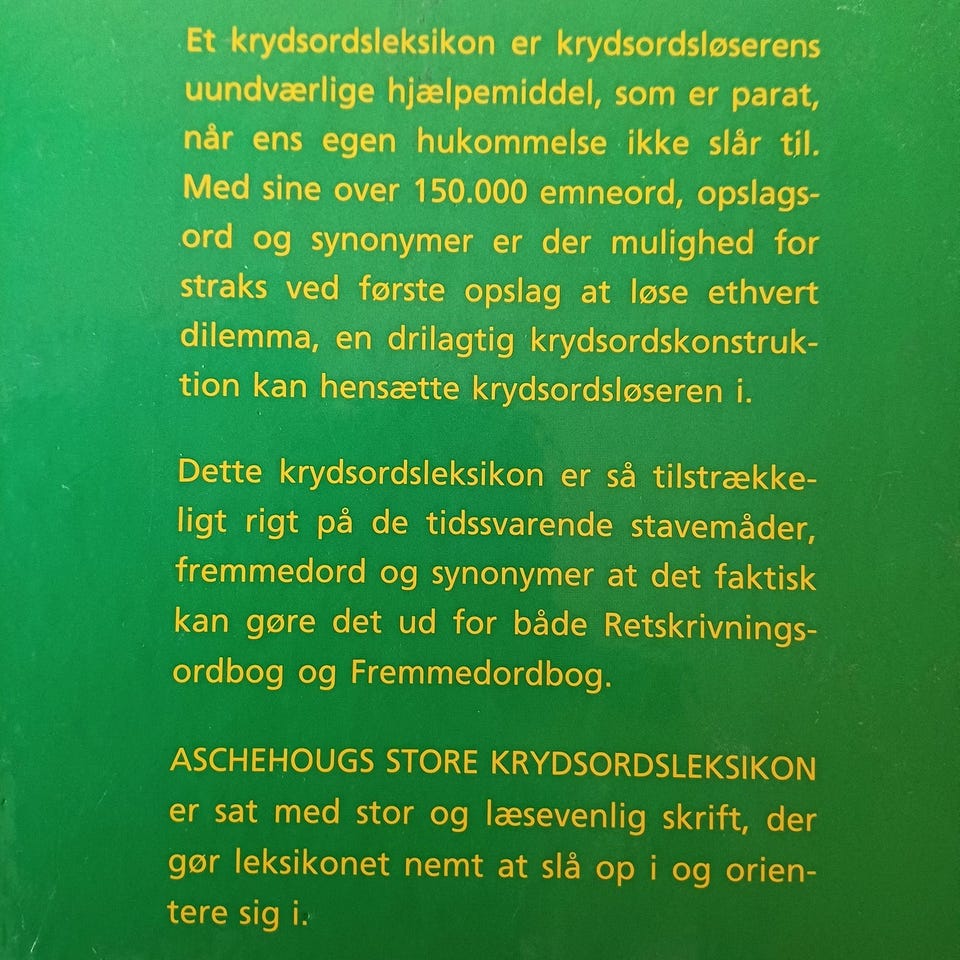 Et krydsordsleksikon er krydsordsløserens
uundværlige hjælpemiddel, som er parat,
når ens egen hukommelse ikke slår til.
Med sine over 150.000 emneord, opslags-
ord og synonymer er der mulighed for
straks ved første opslag at løse ethvert
dilemma, en drilagtig krydsordskonstruk-
tion kan hensætte krydsordsløseren i.
Dette krydsordsleksikon er så tilstrække-
ligt rigt på de tidssvarende stavemåder,
fremmedord og synonymer at det faktisk
kan gøre det ud for både Retskrivnings-
ordbog og Fremmedordbog.
ASCHEHOUGS STORE KRYDSORDSLEKSIKON
er sat med stor og læsevenlig skrift, der
gør leksikonet nemt at slå op i og orien-
tere sig i.